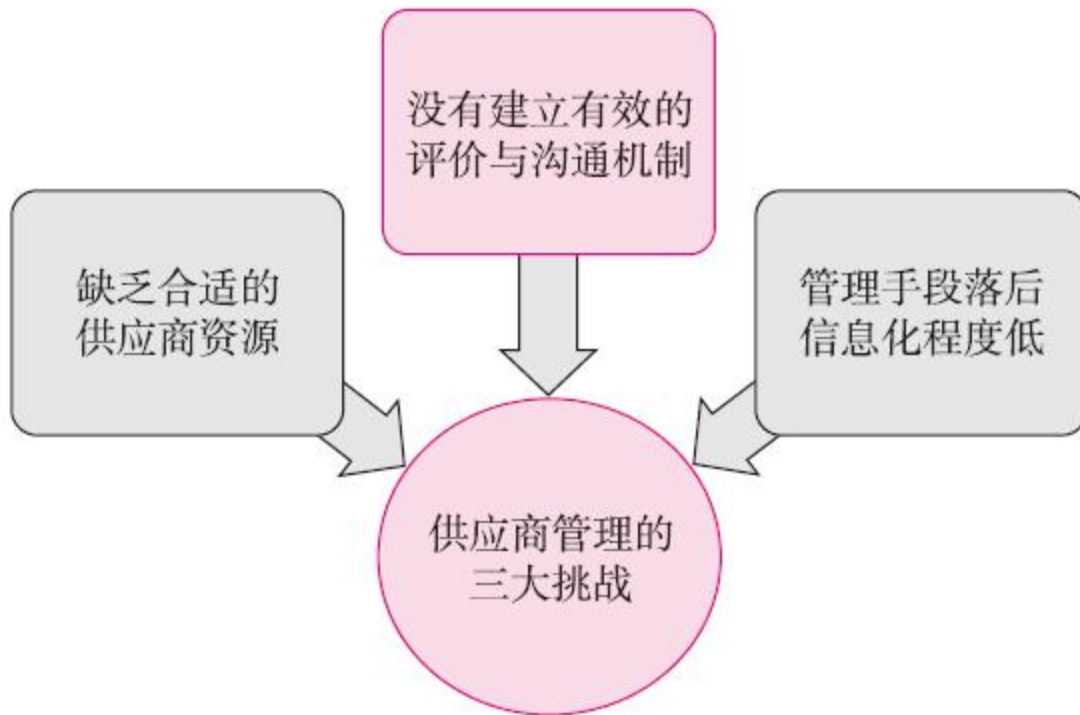 没有建立有效的
评价与沟通机制
缺乏合适的
供应商资源
管理手段落后
信息化程度低
供应商管理的
三大挑战